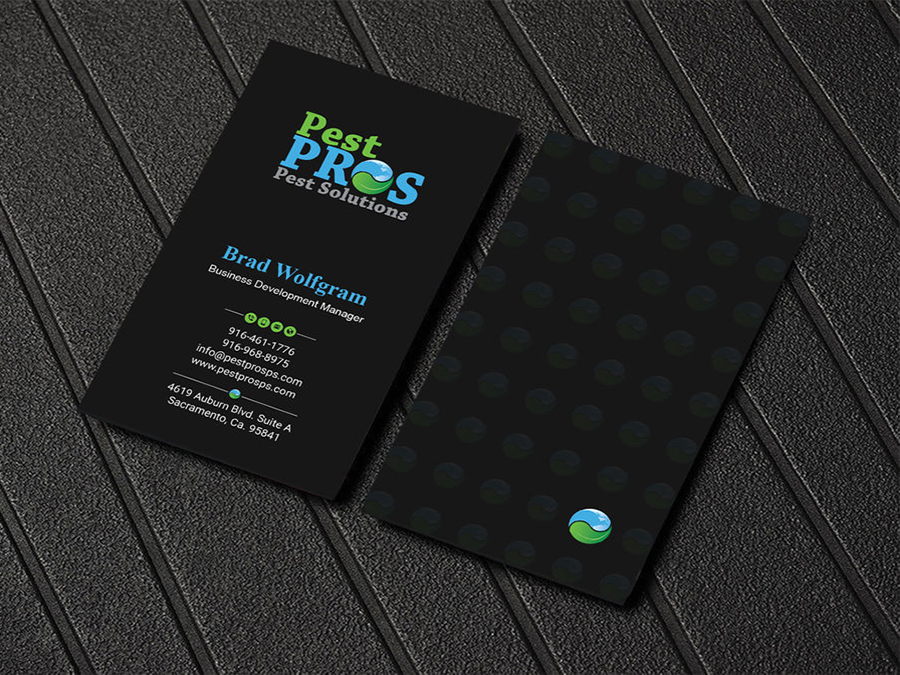 Pest
PROS
Pest Solutions
Brad Wolfgram
Business Development Manager
916-461-1776
916-968-8975
info@pestprosps.com
www.pestprosps.com
4619 Auburn Blvd. Suite A
Sacramento, Ca. 95841